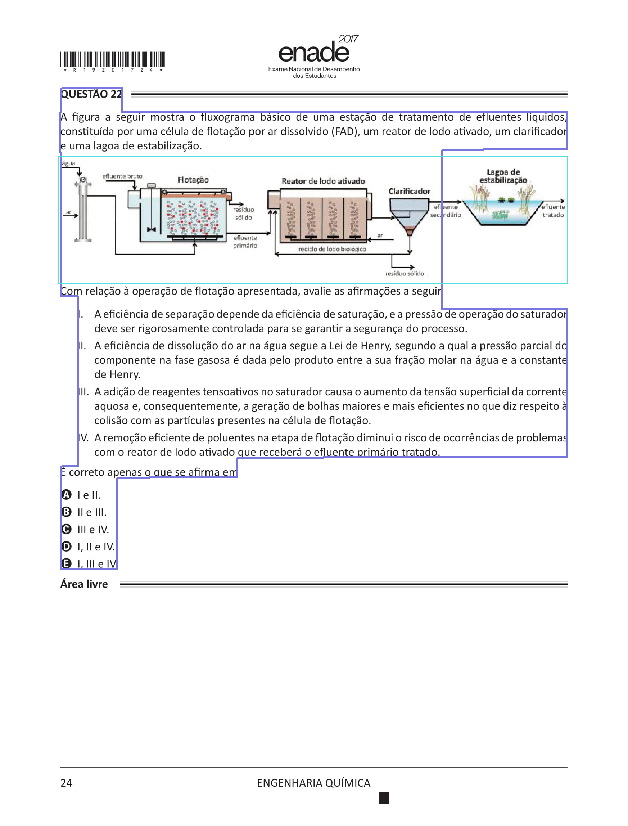 *R19201724*
enade 2017
Exame Nacional de Desempenho
dos Estudantes
QUESTÃO 22
A figura a seguir mostra o fluxograma básico de uma estação de tratamento de efluentes líquidos,
constituída por uma célula de flotação por ar dissolvido (FAD), um reator de lodo ativado, um clarificador
e uma lagoa de estabilização.
água
efluente bruto
Flotação
ar
resíduo
sólido
efluente
primário
Reator de lodo ativado
ar
reciclo de lodo biológico
Clarificador
resíduo sólido
efluente
secundário
Lagoa de
estabilização
efluente
tratado
Com relação à operação de flotação apresentada, avalie as afirmações a seguir
I. A eficiência de separação depende da eficiência de saturação, e a pressão de operação do saturador
deve ser rigorosamente controlada para se garantir a segurança do processo.
II. A eficiência de dissolução do ar na água segue a Lei de Henry, segundo a qual a pressão parcial do
componente na fase gasosa é dada pelo produto entre a sua fração molar na água e a constante
de Henry.
III. A adição de reagentes tensoativos no saturador causa o aumento da tensão superficial da corrente
aquosa e, consequentemente, a geração de bolhas maiores e mais eficientes no que diz respeito à
colisão com as partículas presentes na célula de flotação.
IV. A remoção eficiente de poluentes na etapa de flotação diminui o risco de ocorrências de problemas
com o reator de lodo ativado que receberá o efluente primário tratado.
É correto apenas o que se afirma em
A I e II.
B II e III.
C III e IV.
D I, II e IV.
E I, III e IV
Área livre
24
ENGENHARIA QUÍMICA